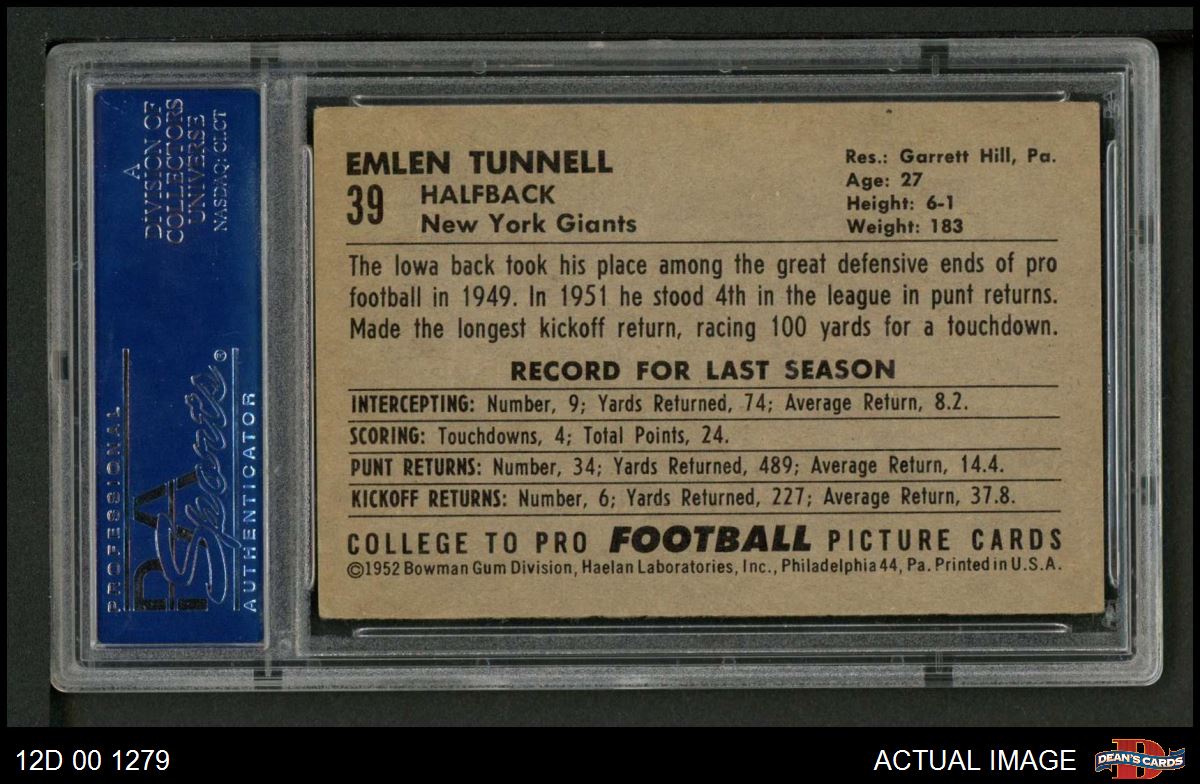 A
DIVISION OF
COLLECTORS
UNIVERSE
NASDAQ: CLCT
PROFESSIONAL
PSA
Sports®
AUTHENTICATOR
EMLEN TUNNELL
39
HALFBACK
New York Giants
Res.: Garrett Hill, Pa.
Age: 27
Height: 6-1
Weight: 183
The Iowa back took his place among the great defensive ends of pro
football in 1949. In 1951 he stood 4th in the league in punt returns.
Made the longest kickoff return, racing 100 yards for a touchdown.
RECORD FOR LAST SEASON
INTERCEPTING: Number, 9; Yards Returned, 74; Average Return, 8.2.
SCORING: Touchdowns, 4; Total Points, 24.
PUNT RETURNS: Number, 34; Yards Returned, 489; Average Return, 14.4.
KICKOFF RETURNS: Number, 6; Yards Returned, 227; Average Return, 37.8.
COLLEGE TO PRO FOOTBALL PICTURE CARDS
©1952 Bowman Gum Division, Haelan Laboratories, Inc., Philadelphia 44, Pa. Printed in U.S.A.
12D 00 1279
ACTUAL IMAGE
D
DEAN'S CARDS